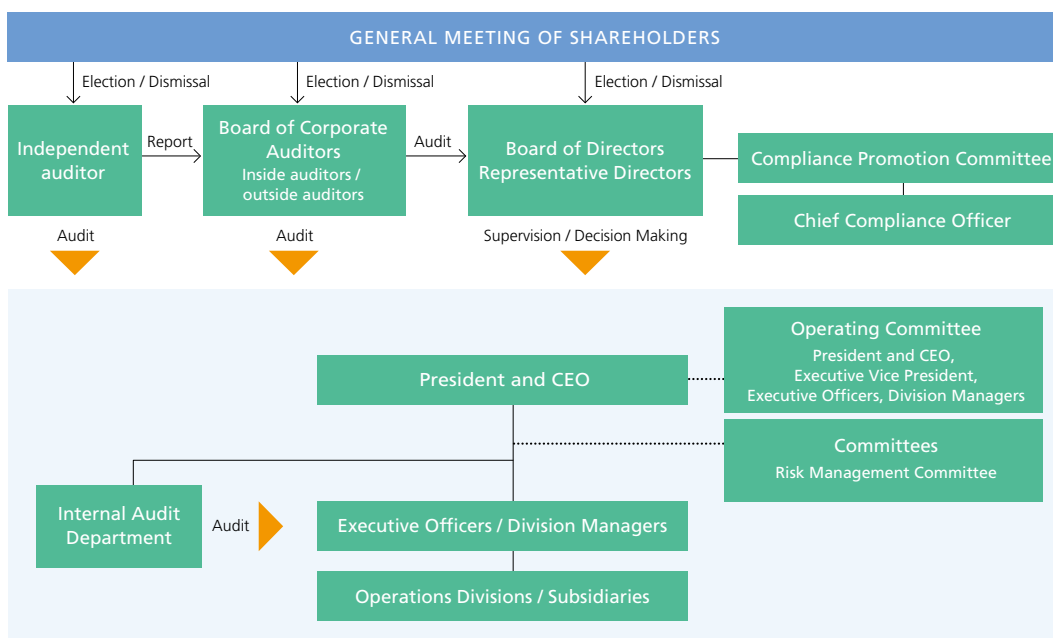 GENERAL MEETING OF SHAREHOLDERS
Election / Dismissal
Election / Dismissal
Election / Dismissal
Independent
auditor
Report
Board of Corporate
Auditors
Inside auditors /
outside auditors
Audit
Board of Directors
Representative Directors
Compliance Promotion Committee
Chief Compliance Officer
Audit
Audit
Supervision / Decision Making
President and CEO
Operating Committee
President and CEO,
Executive Vice President,
Executive Officers, Division Managers
Committees
Risk Management Committee
Internal Audit
Department
Audit
Executive Officers / Division Managers
Operations Divisions / Subsidiaries